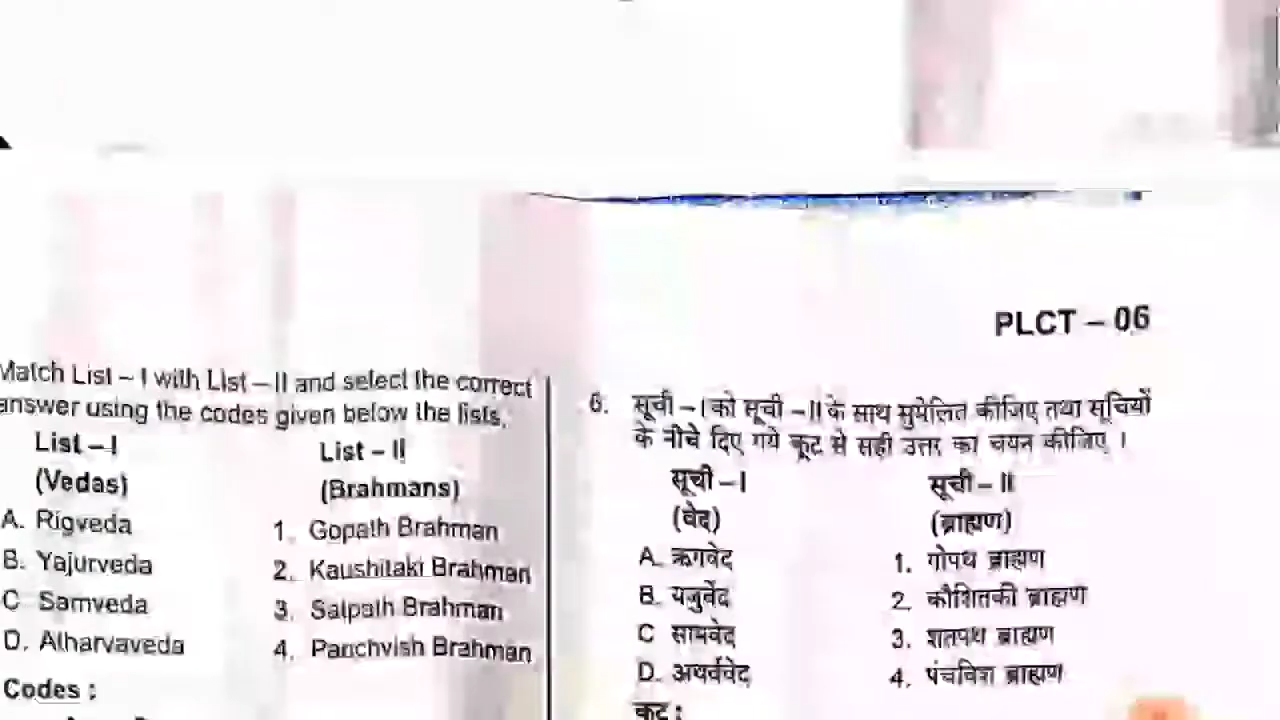 PLCT – 06
Match List – I with List – II and select the correct
answer using the codes given below the lists.
List – I
List – II
(Vedas)
(Brahmans)
A. Rigveda
1. Gopath Brahman
B. Yajurveda
2. Kaushitaki Brahman
C Samveda
3. Satpath Brahman
D. Atharvaveda
4. Panchvish Brahman
Codes :
6. सूची – I को सूची – II के साथ सुमेलित कीजिए तथा सूचियों
के नीचे दिए गये कूट से सही उत्तर का चयन कीजिए ।
सूची – I
सूची – II
(वेद)
(ब्राह्मण)
A. ऋगवेद
1. गोपथ ब्राह्मण
B. यजुर्वेद
2. कौशितकी ब्राह्मण
C सामवेद
3. शतपथ ब्राह्मण
D. अथर्ववेद
4. पंचविश ब्राह्मण
कूट :